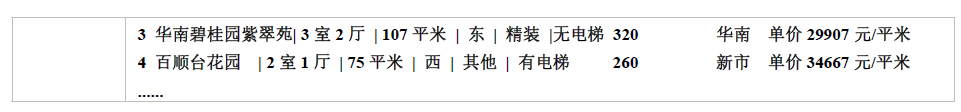 3 华南碧桂园紫翠苑| 3 室 2 厅 | 107 平米 | 东 | 精装 |无电梯 320 华南 单价 29907 元/平米
4 百顺台花园 | 2 室 1 厅 | 75 平米 | 西 | 其他 | 有电梯 260 新市 单价 34667 元/平米
......